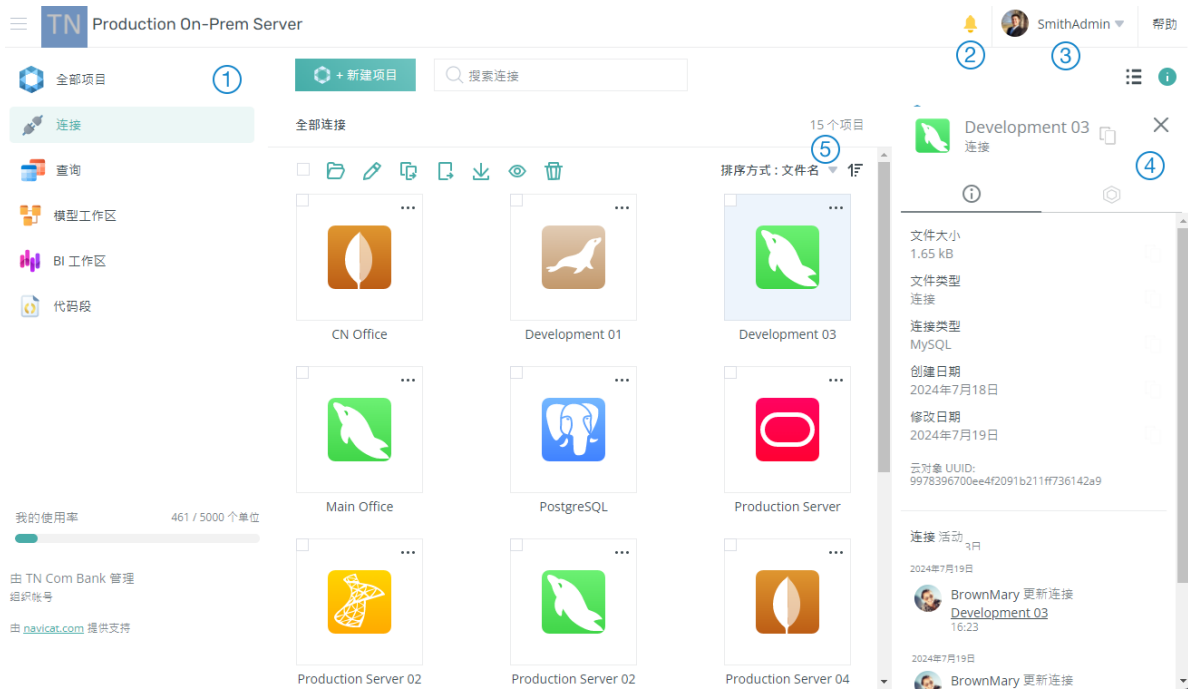 TN Production On-Prem Server
② SmithAdmin ③ 帮助
全部项目 ①
连接
查询
模型工作区
BI 工作区
代码段
我的使用率 461 / 5000 个单位
由 TN Com Bank 管理
组织帐号
由 navicat.com 提供支持
+ 新建项目 搜索连接
全部连接 15 个项目
⑤
排序方式 : 文件名
CN Office Development 01 Development 03
Main Office PostgreSQL Production Server
Production Server 02 Production Server 02 Production Server 04
Development 03
连接
④
文件大小
1.65 kB
文件类型
连接
连接类型
MySQL
创建日期
2024年7月18日
修改日期
2024年7月19日
云对象 UUID:
9978396700ee4f2091b211ff736142a9
连接 活动
2024年7月19日
BrownMary 更新连接
Development 03
16:23
2024年7月19日
BrownMary 更新连接